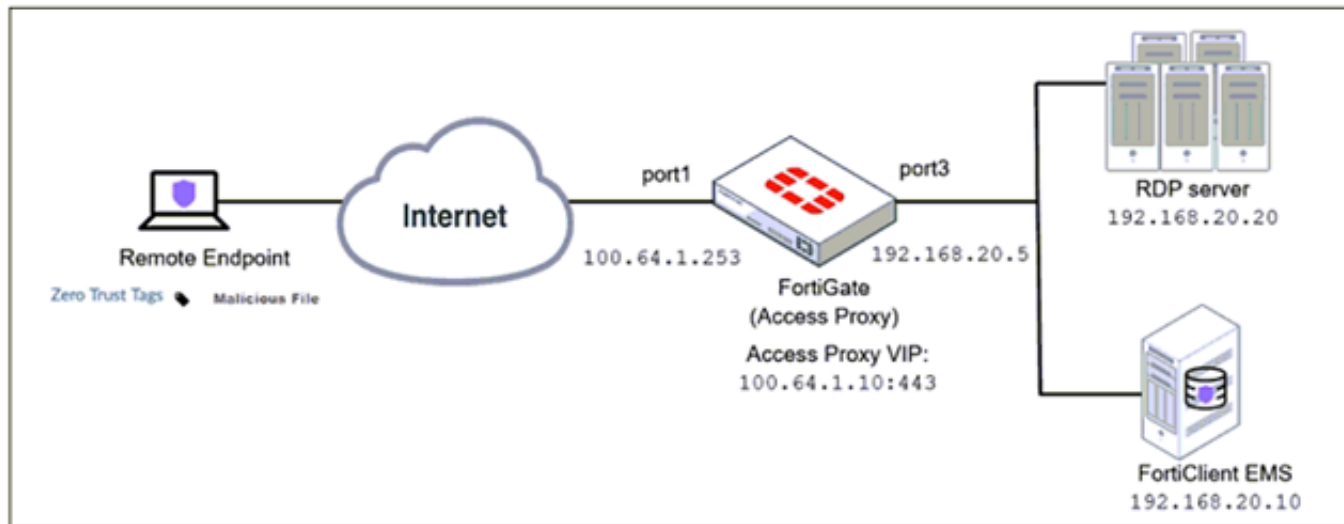 port1
port3
Internet
RDP server
192.168.20.20
Remote Endpoint
100.64.1.253
192.168.20.5
Zero Trust Tags
Malicious File
FortiGate
(Access Proxy)
Access Proxy VIP:
100.64.1.10:443
FortiClient EMS
192.168.20.10